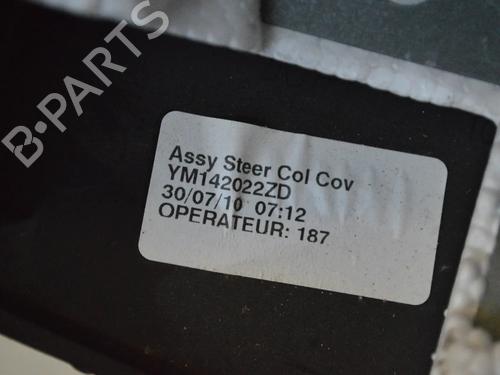 B-PARTS
Assy Steer Col Cov
YM142022ZD
30/07/10 07:12
OPERATEUR: 187